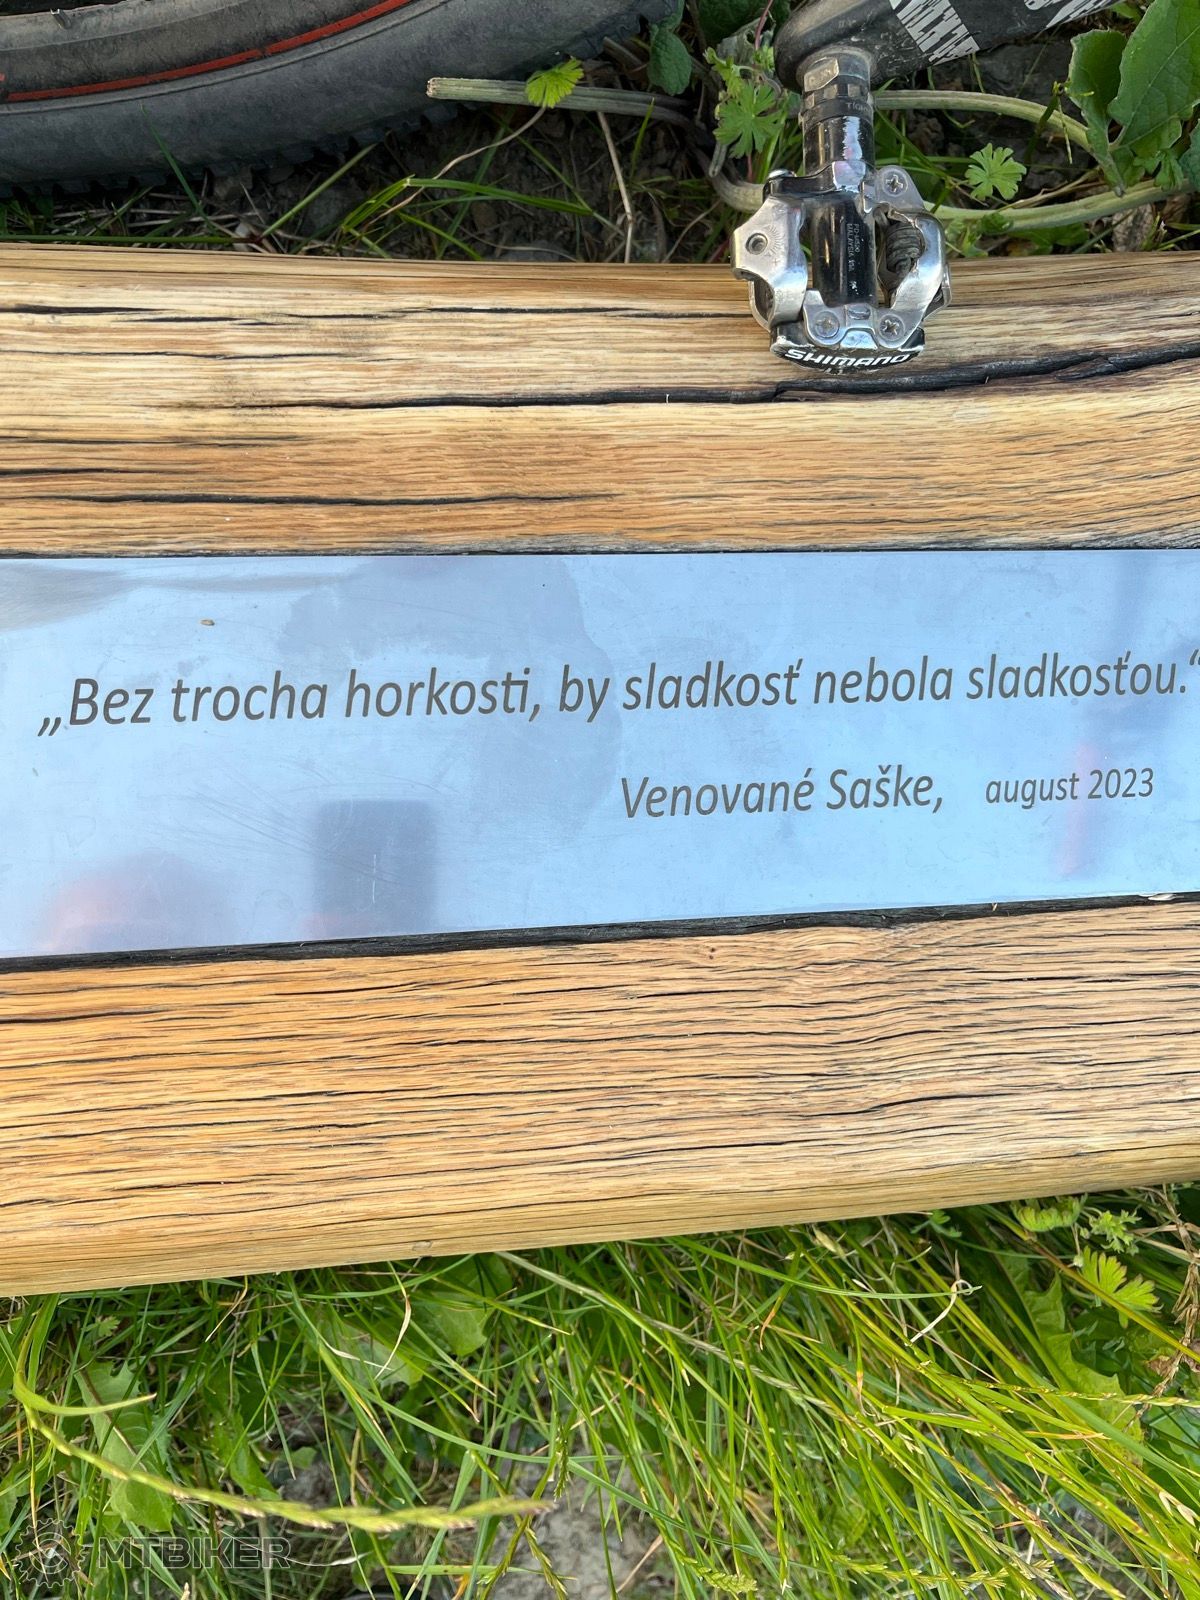 SHIMANO
„Bez trocha horkosti, by sladkosť nebola sladkosťou.“
Venované Saške, august 2023
MTBIKER